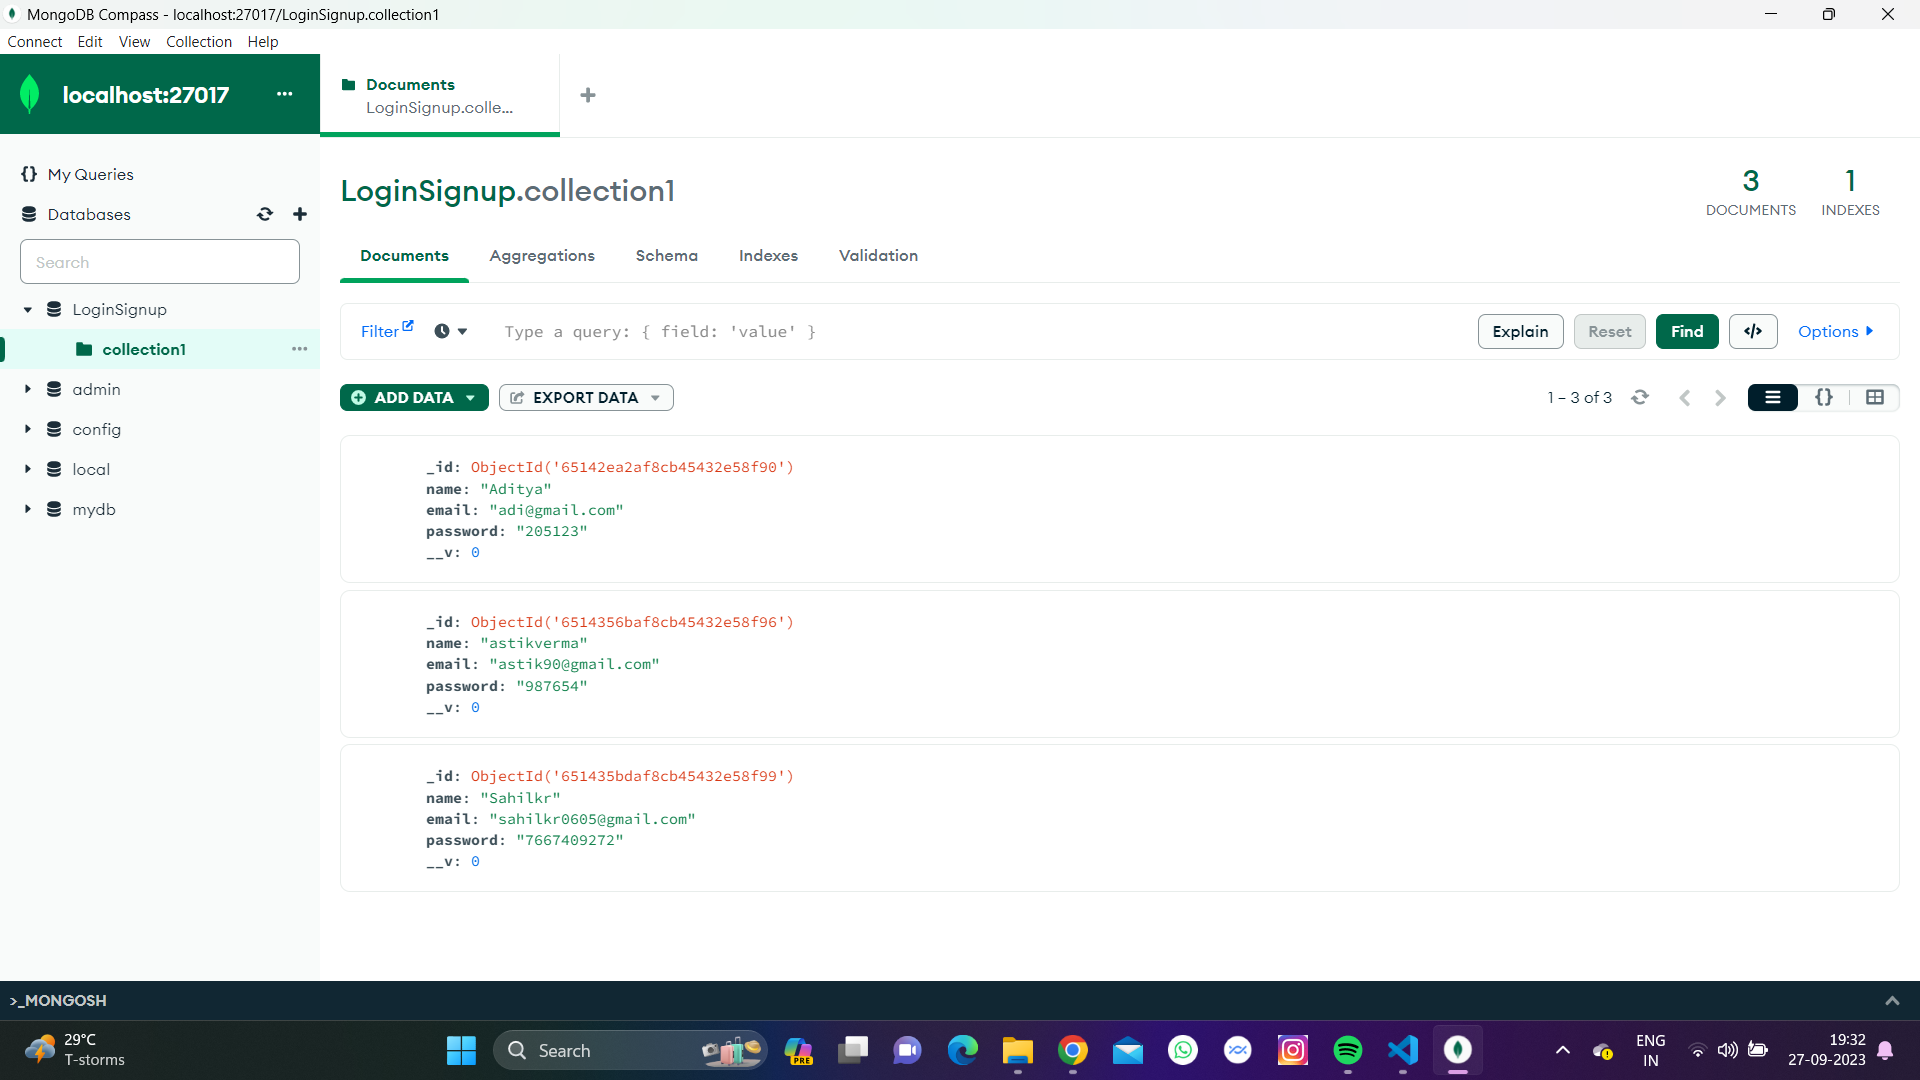 MongoDB Compass - localhost:27017/LoginSignup.collection1
Connect Edit View Collection Help
localhost:27017 ...
Documents
LoginSignup.colle...
{} My Queries
Databases
Search
LoginSignup
collection1
admin
config
local
mydb
LoginSignup.collection1
3
DOCUMENTS
1
INDEXES
Documents Aggregations Schema Indexes Validation
Filter Type a query: { field: 'value' } Explain Reset Find </> Options
ADD DATA EXPORT DATA 1 – 3 of 3 {}
_id: ObjectId('65142ea2af8cb45432e58f90')
name: "Aditya"
email: "adi@gmail.com"
password: "205123"
__v: 0
_id: ObjectId('6514356baf8cb45432e58f96')
name: "astikverma"
email: "astik90@gmail.com"
password: "987654"
__v: 0
_id: ObjectId('651435bdaf8cb45432e58f99')
name: "Sahilkr"
email: "sahilkr0605@gmail.com"
password: "7667409272"
__v: 0
>_MONGOSH
29°C
T-storms
Search
PRE
ENG
IN
19:32
27-09-2023